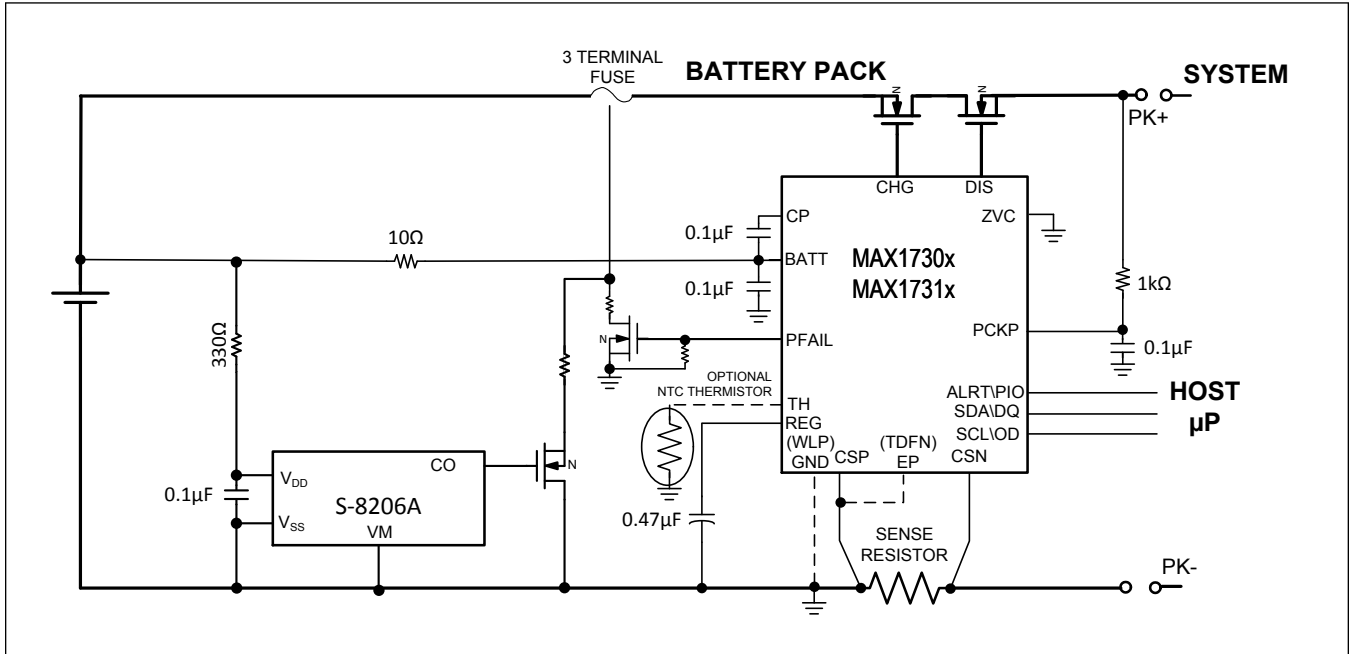 3 TERMINAL
FUSE
BATTERY PACK
SYSTEM
N
N
PK+
CHG
DIS
CP
ZVC
0.1µF
10Ω
BATT
MAX1730x
MAX1731x
0.1µF
1kΩ
330Ω
N
PFAIL
PCKP
0.1µF
OPTIONAL
NTC THERMISTOR
TH
ALRT\PIO
HOST
REG
SDA\DQ
µP
(WLP)
(TDFN)
SCL\OD
GND
CSP
EP
CSN
CO
N
VDD
0.1µF
S-8206A
VSS
VM
0.47µF
SENSE
RESISTOR
PK-